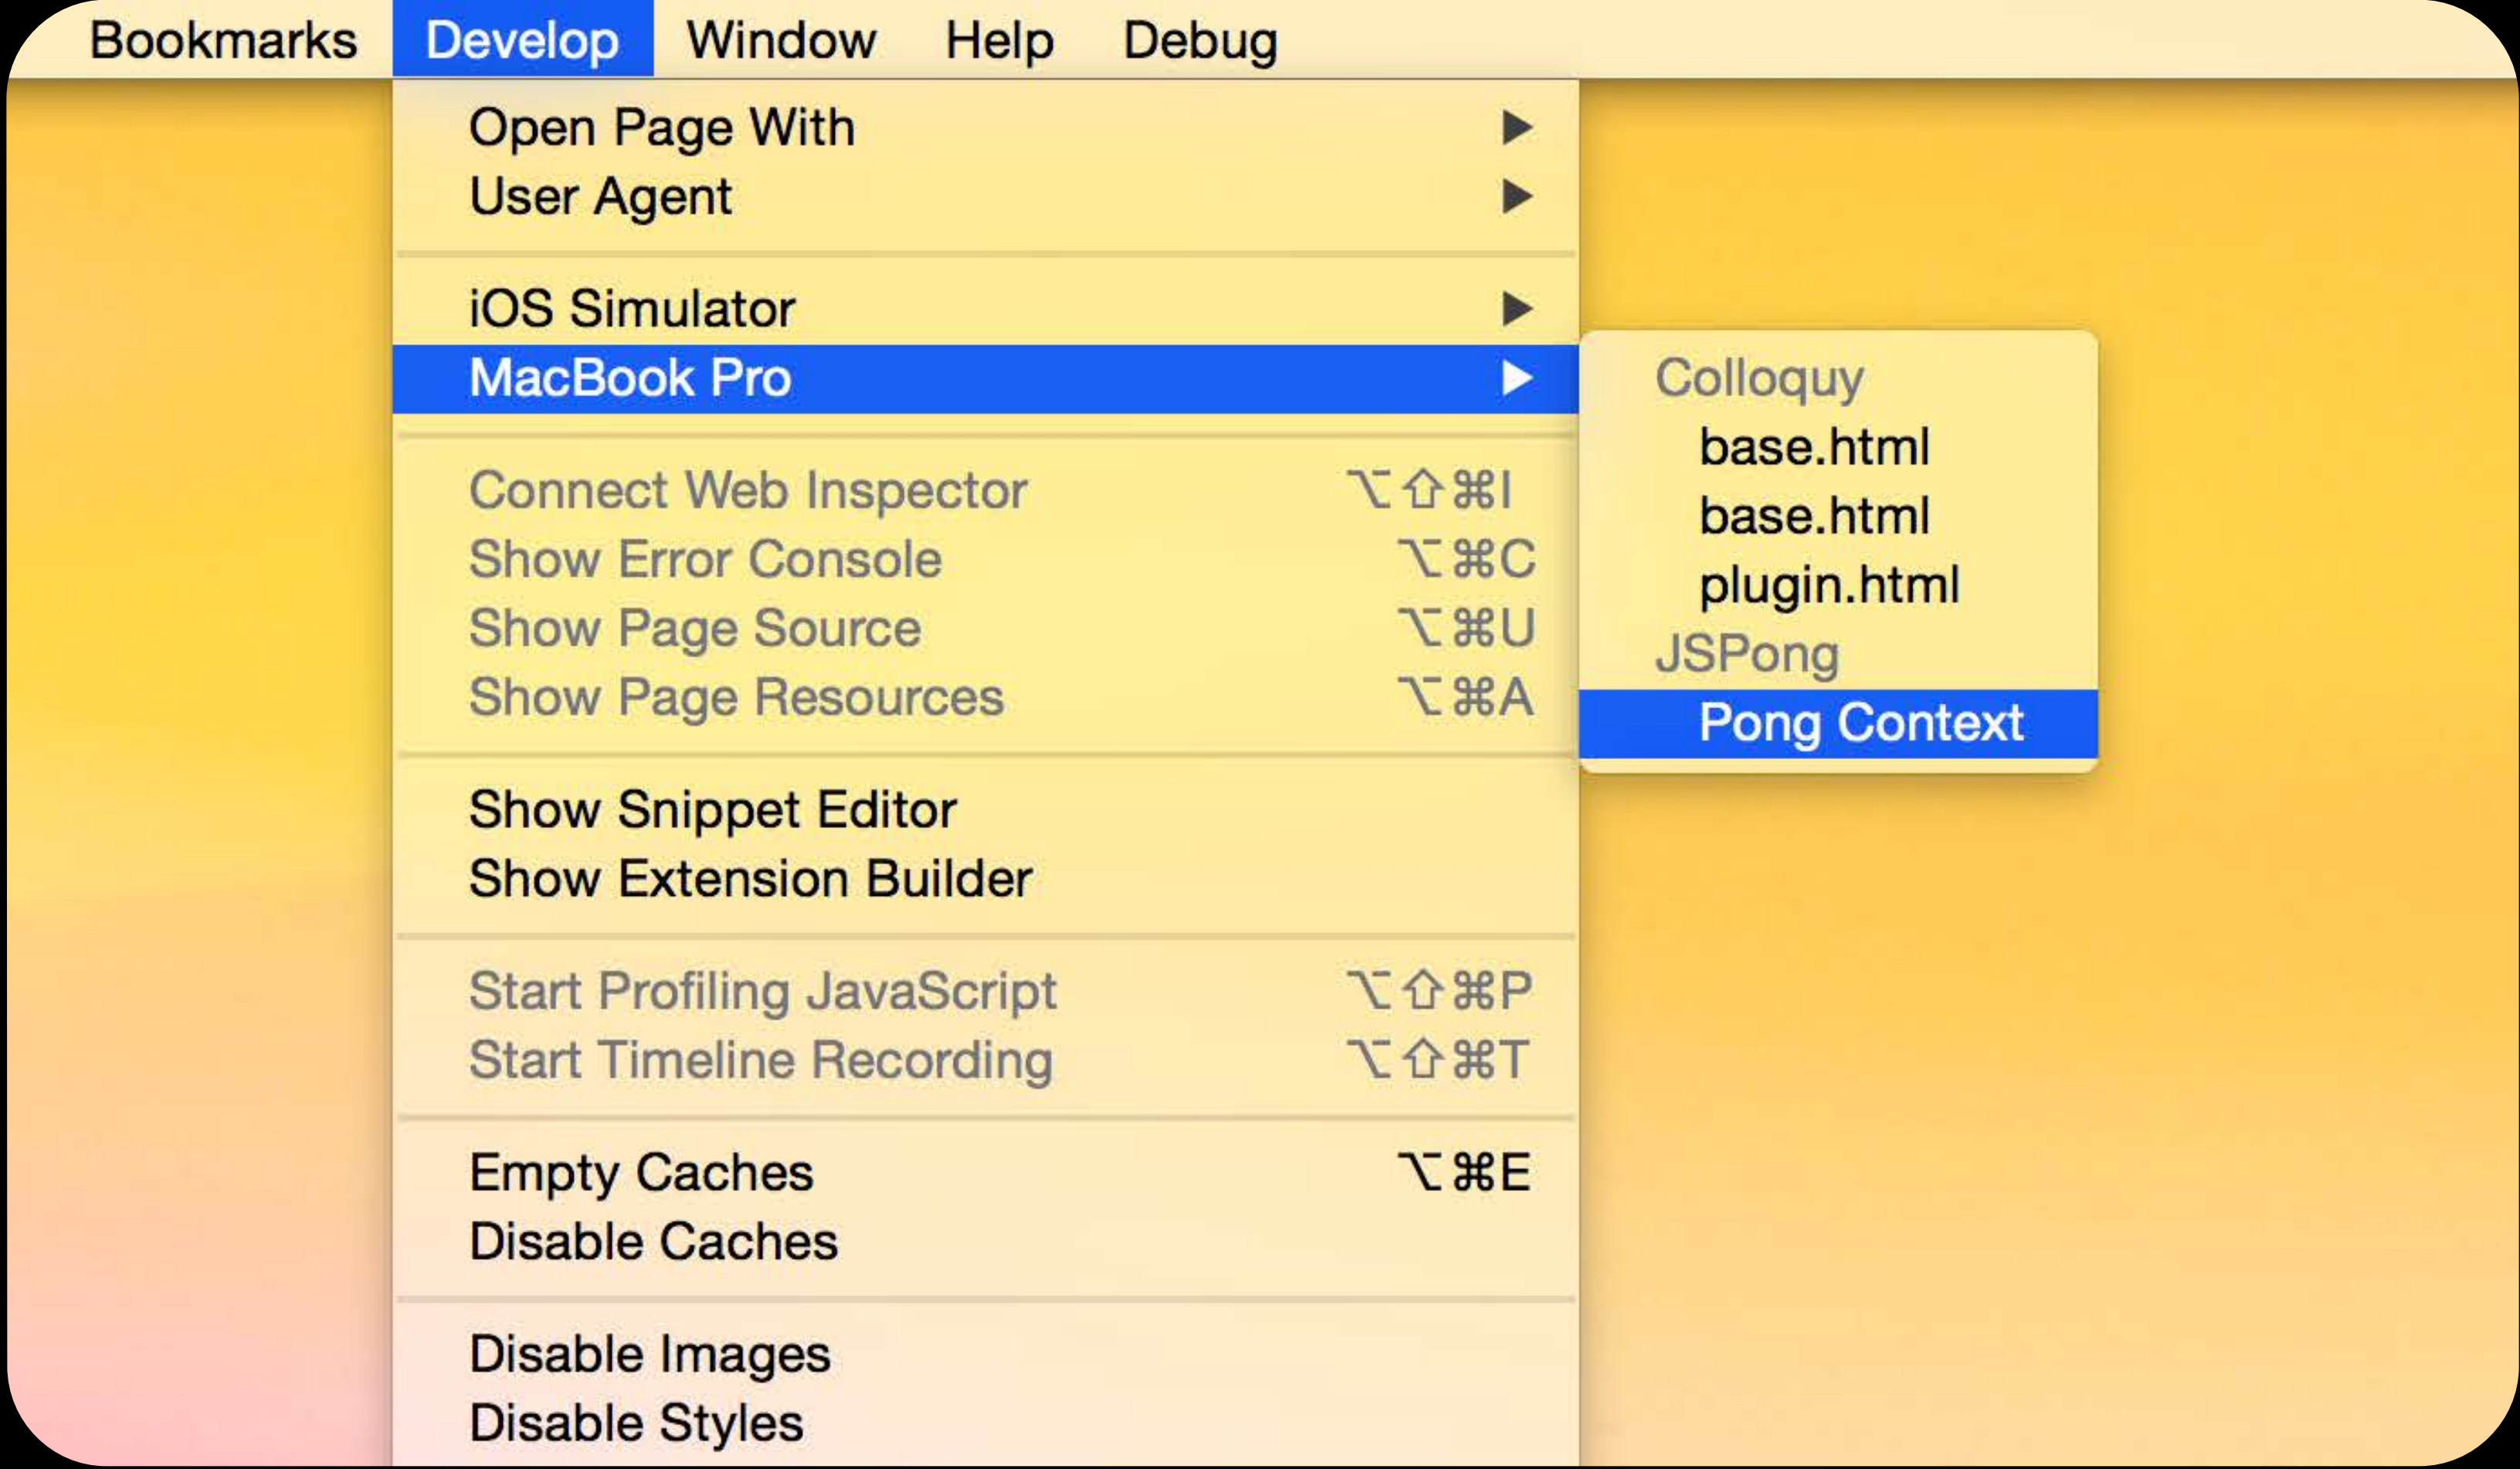 Bookmarks Develop Window Help Debug
Open Page With ▶
User Agent ▶
iOS Simulator ▶
MacBook Pro ▶
Colloquy
base.html
base.html
plugin.html
JSPong
Pong Context
Connect Web Inspector ⌥⇧⌘I
Show Error Console ⌥⌘C
Show Page Source ⌥⌘U
Show Page Resources ⌥⌘A
Show Snippet Editor
Show Extension Builder
Start Profiling JavaScript ⌥⇧⌘P
Start Timeline Recording ⌥⇧⌘T
Empty Caches ⌥⌘E
Disable Caches
Disable Images
Disable Styles